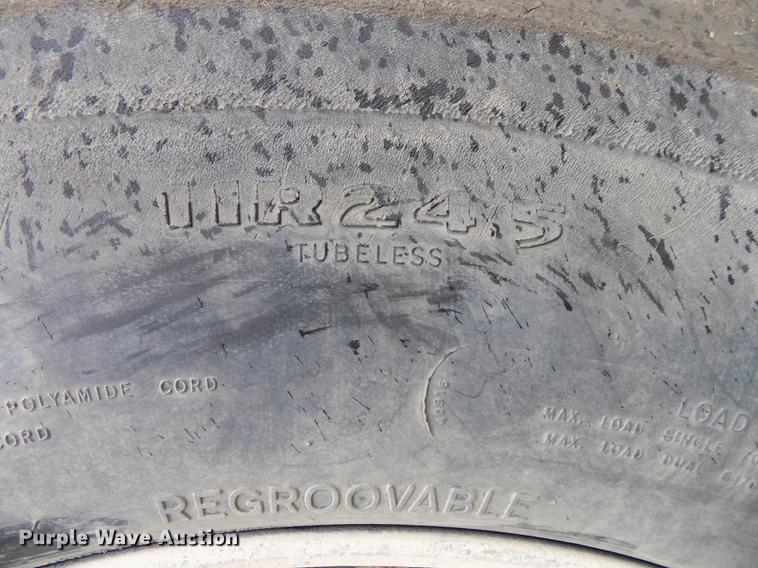 11R24.5
TUBELESS
POLYAMIDE CORD
CORD
LOAD
MAX. LOAD SINGLE
MAX. LOAD DUAL
REGROOVABLE
Purple Wave Auction